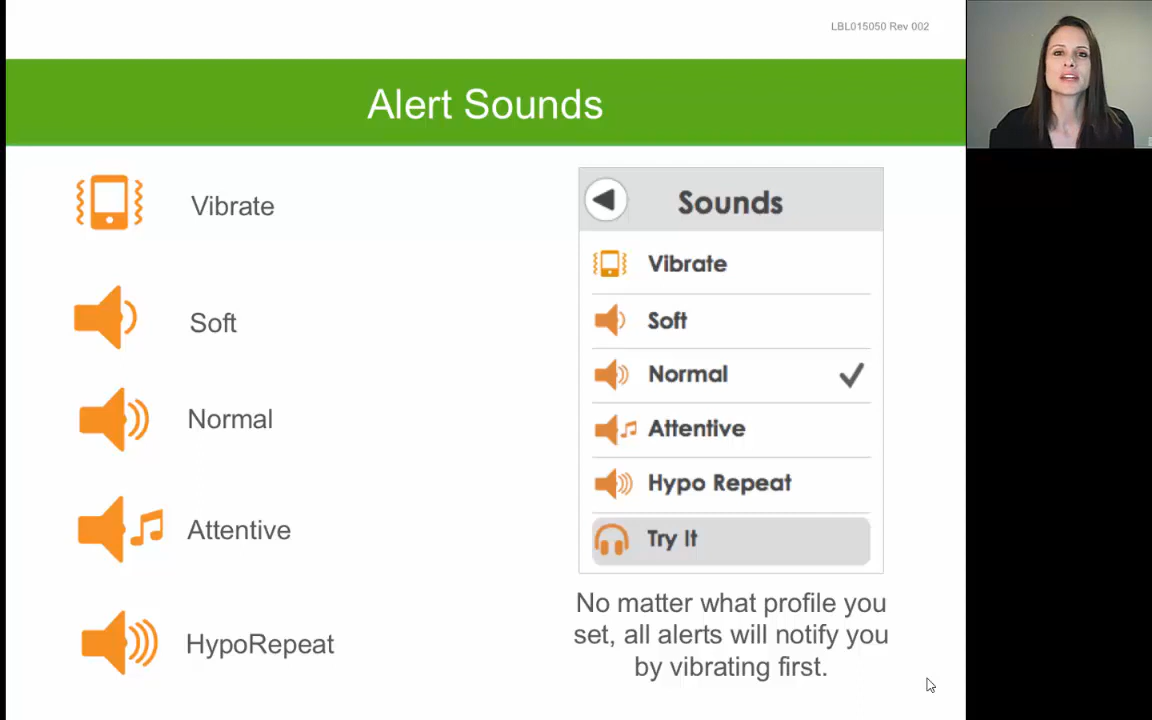 LBL015050 Rev 002
Alert Sounds
Vibrate
Soft
Normal
Attentive
HypoRepeat
Sounds
Vibrate
Soft
Normal
Attentive
Hypo Repeat
Try It
No matter what profile you
set, all alerts will notify you
by vibrating first.